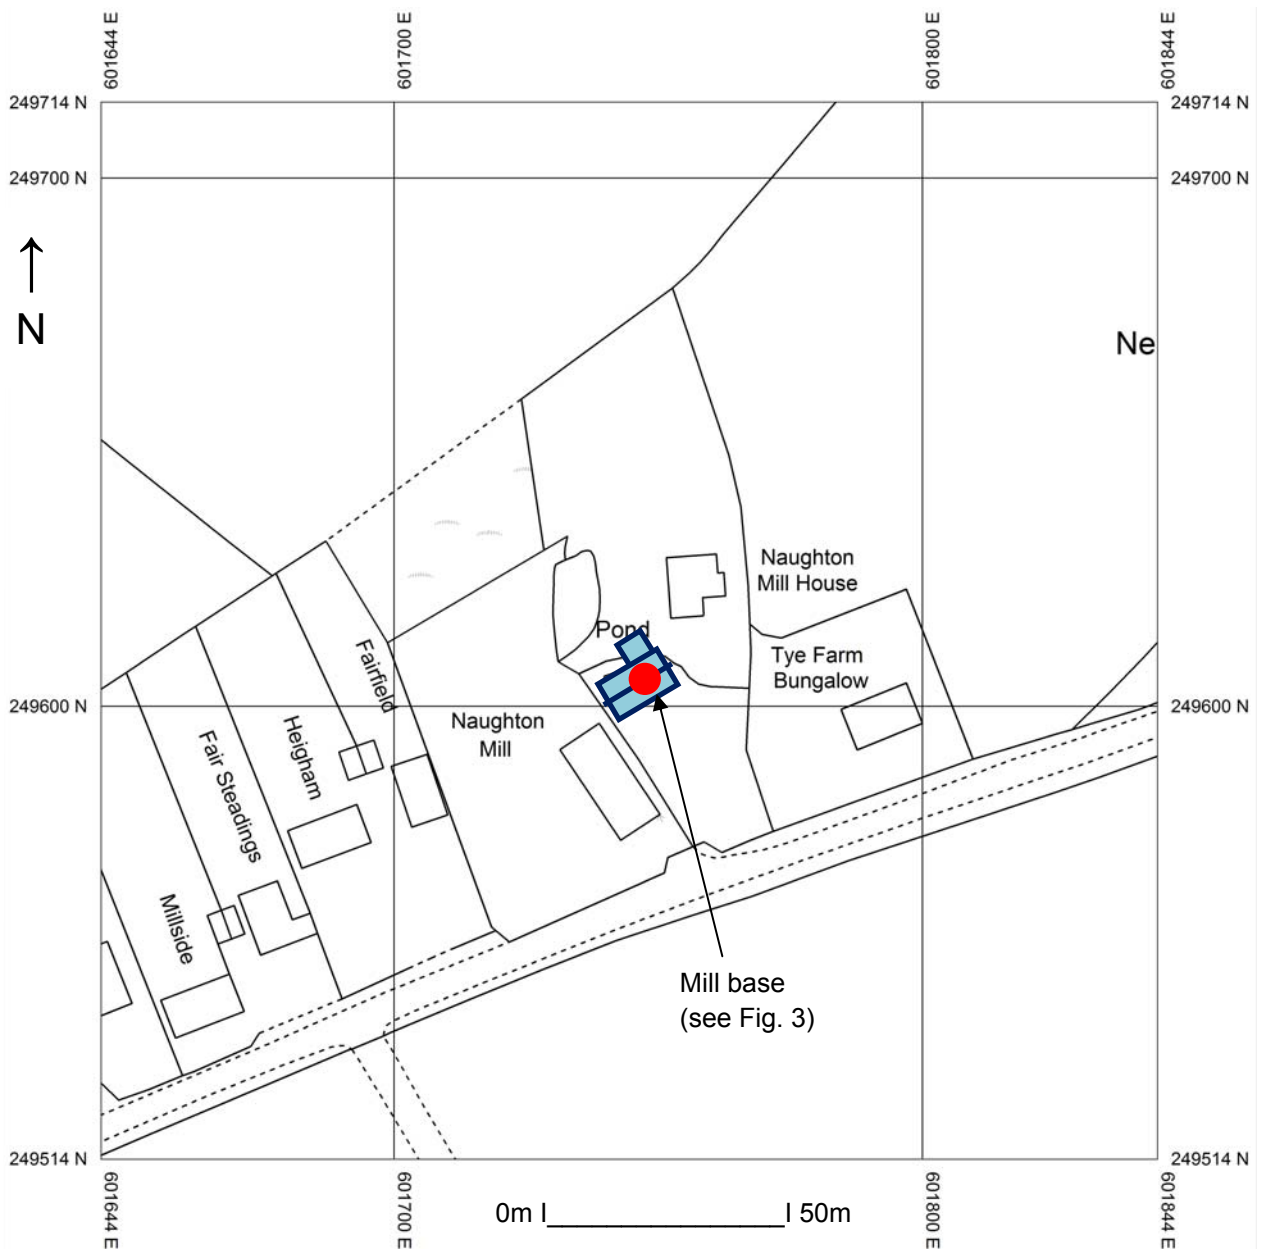 601644 E
601700 E
601800 E
601844 E
249714 N
249714 N
249700 N
249700 N
N
Ne
Naughton
Mill House
Pond
Tye Farm
Bungalow
Fairfield
249600 N
249600 N
Naughton
Mill
Heigham
Fair Steadings
Millside
Mill base
(see Fig. 3)
249514 N
249514 N
601644 E
601700 E
601800 E
601844 E
0m I_________________I 50m